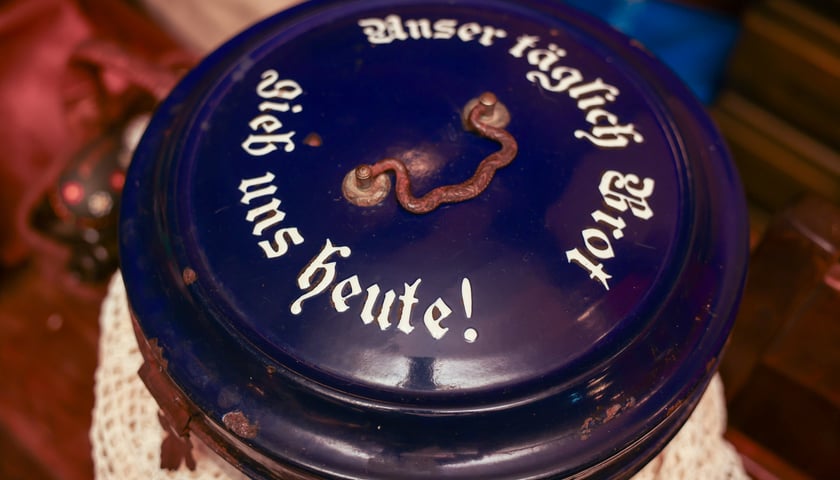 Unser täglich Brot
gieb uns heute!